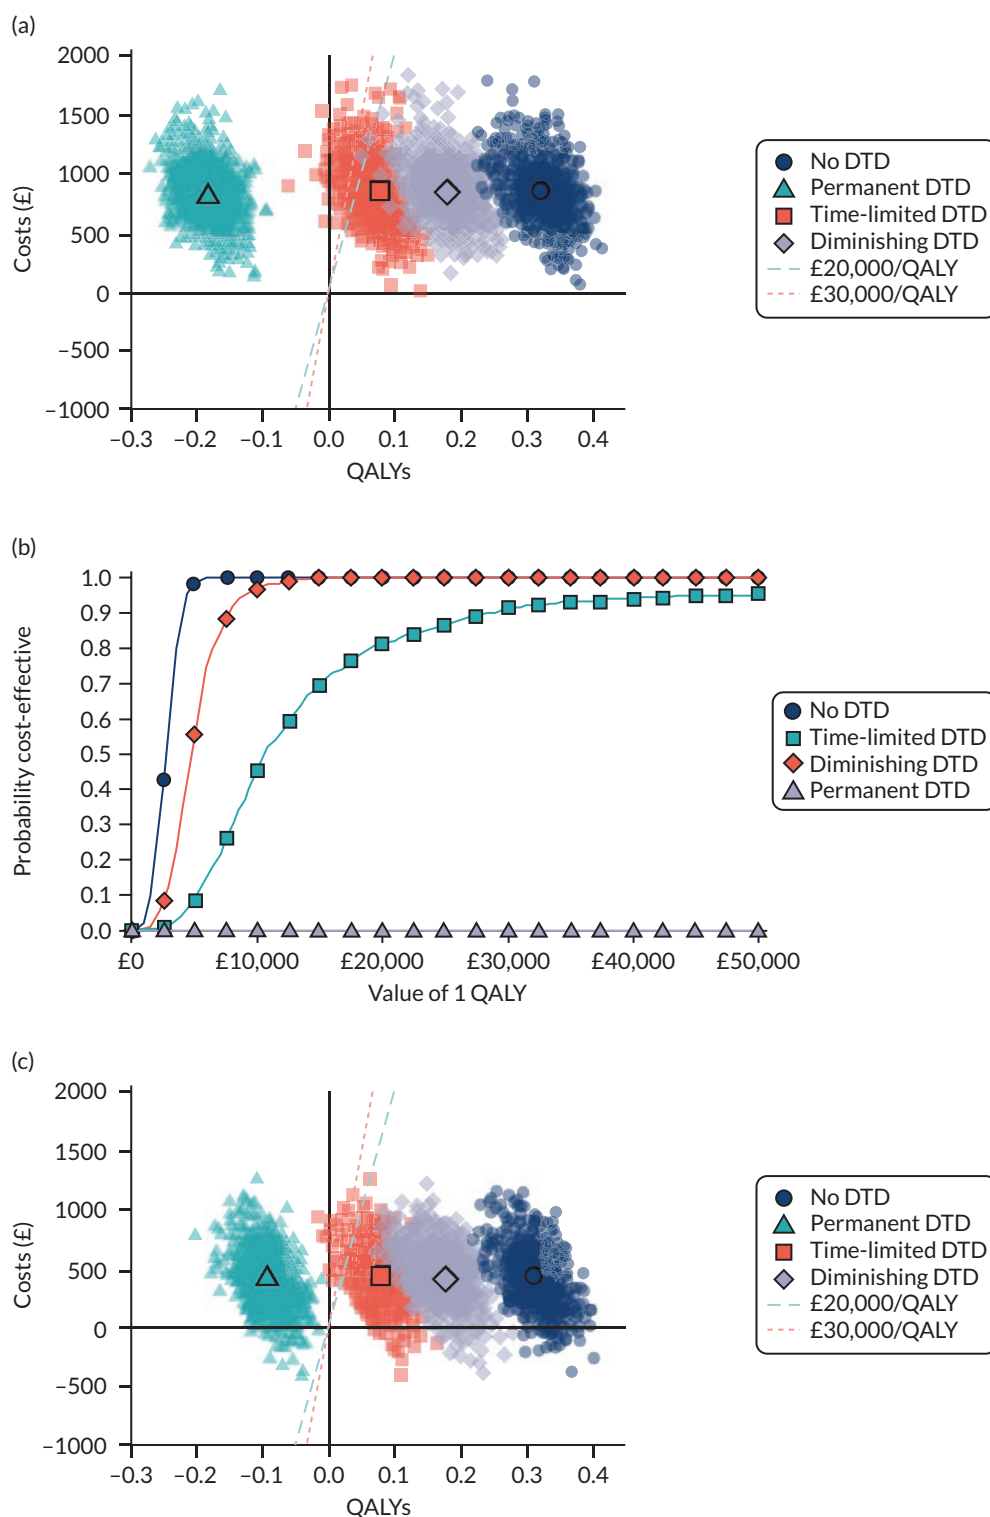 (a)
2000
1500
1000
500
0
−500
−1000
Costs (£)
−0.3 −0.2 −0.1 0.0 0.1 0.2 0.3 0.4
QALYs
No DTD
Permanent DTD
Time-limited DTD
Diminishing DTD
£20,000/QALY
£30,000/QALY
(b)
1.0
0.9
0.8
0.7
0.6
0.5
0.4
0.3
0.2
0.1
0.0
Probability cost-effective
£0 £10,000 £20,000 £30,000 £40,000 £50,000
Value of 1 QALY
No DTD
Time-limited DTD
Diminishing DTD
Permanent DTD
(c)
2000
1500
1000
500
0
−500
−1000
Costs (£)
−0.3 −0.2 −0.1 0.0 0.1 0.2 0.3 0.4
QALYs
No DTD
Permanent DTD
Time-limited DTD
Diminishing DTD
£20,000/QALY
£30,000/QALY